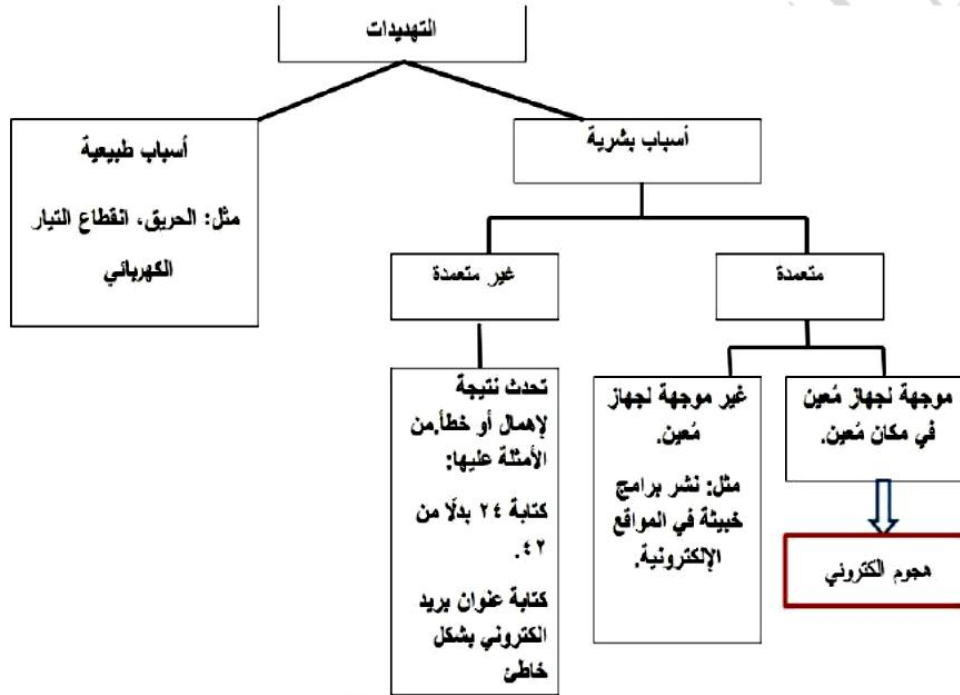 التهديدات
أسباب بشرية
أسباب طبيعية
مثل: الحريق، انقطاع التيار
الكهربائي
متعمدة
غير متعمدة
موجهة لجهاز مُعين
في مكان مُعين.
هجوم الكتروني
غير موجهة لجهاز
مُعين.
مثل: نشر برامج
خبيثة في المواقع
الإلكترونية.
تحدث نتيجة
لإهمال أو خطأ.من
الأمثلة عليها:
كتابة ٢٤ بدلًا من
٤٢.
كتابة عنوان بريد
الكتروني بشكل
خاطئ